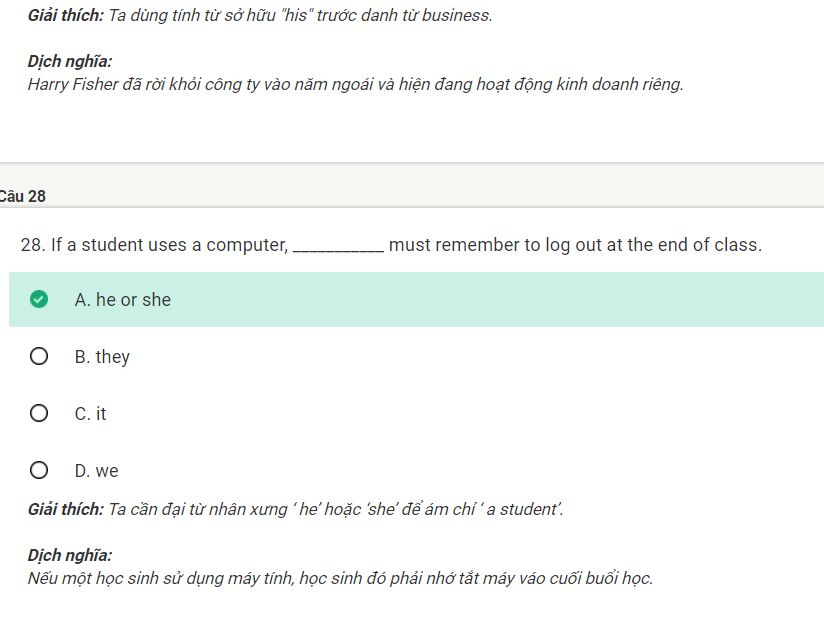 Giải thích: Ta dùng tính từ sở hữu "his" trước danh từ business.
Dịch nghĩa:
Harry Fisher đã rời khỏi công ty vào năm ngoái và hiện đang hoạt động kinh doanh riêng.
Câu 28
28. If a student uses a computer, ___________ must remember to log out at the end of class.
A. he or she
B. they
C. it
D. we
Giải thích: Ta cần đại từ nhân xưng ‘ he’ hoặc ‘she’ để ám chỉ ‘ a student’.
Dịch nghĩa:
Nếu một học sinh sử dụng máy tính, học sinh đó phải nhớ tắt máy váo cuối buổi học.